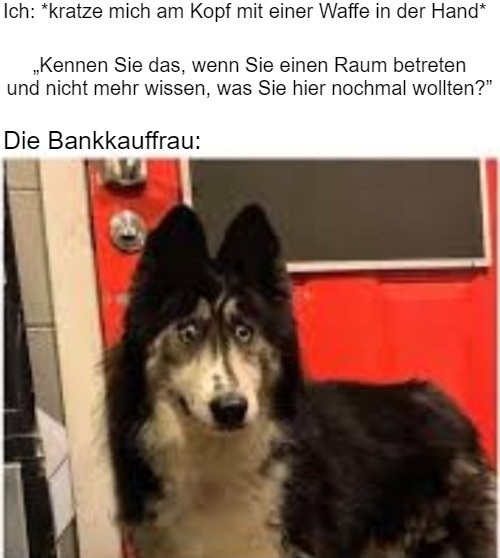 Ich: *kratze mich am Kopf mit einer Waffe in der Hand*
„Kennen Sie das, wenn Sie einen Raum betreten
und nicht mehr wissen, was Sie hier nochmal wollten?”
Die Bankkauffrau: